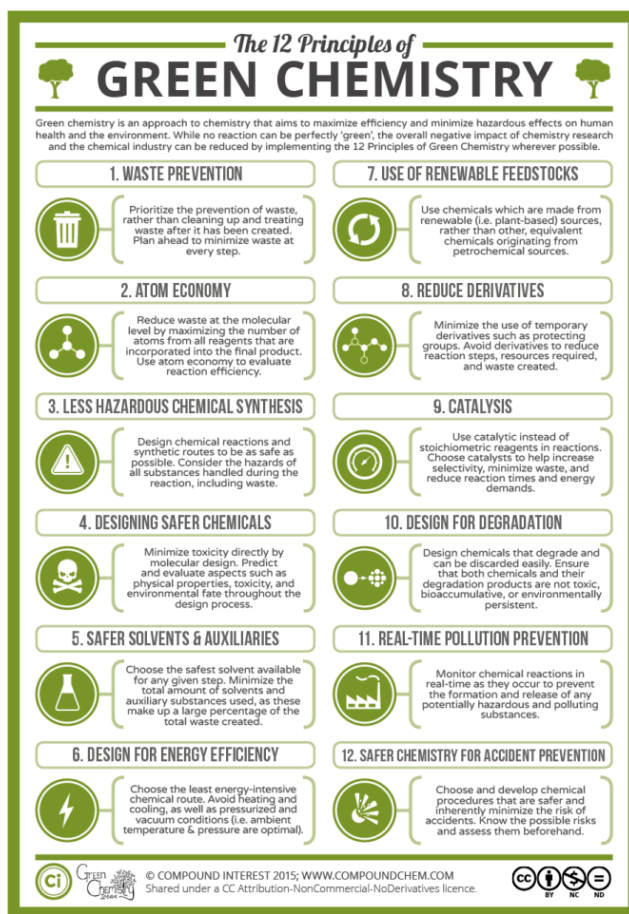 The 12 Principles of
GREEN CHEMISTRY
Green chemistry is an approach to chemistry that aims to maximize efficiency and minimize hazardous effects on human
health and the environment. While no reaction can be perfectly ‘green’, the overall negative impact of chemistry research
and the chemical industry can be reduced by implementing the 12 Principles of Green Chemistry wherever possible.
1. WASTE PREVENTION
Prioritize the prevention of waste,
rather than cleaning up and treating
waste after it has been created.
Plan ahead to minimize waste at
every step.
2. ATOM ECONOMY
Reduce waste at the molecular
level by maximizing the number of
atoms from all reagents that are
incorporated into the final product.
Use atom economy to evaluate
reaction efficiency.
3. LESS HAZARDOUS CHEMICAL SYNTHESIS
Design chemical reactions and
synthetic routes to be as safe as
possible. Consider the hazards of
all substances handled during the
reaction, including waste.
4. DESIGNING SAFER CHEMICALS
Minimize toxicity directly by
molecular design. Predict
and evaluate aspects such as
physical properties, toxicity, and
environmental fate throughout
the design process.
5. SAFER SOLVENTS & AUXILIARIES
Choose the safest solvent available
for any given step. Minimize the
total amount of solvents and
auxiliary substances used, as these
make up a large percentage of the
total waste created.
6. DESIGN FOR ENERGY EFFICIENCY
Choose the least energy-intensive
chemical route. Avoid heating and
cooling, as well as pressurized and
vacuum conditions (i.e. ambient
temperature & pressure are optimal).
7. USE OF RENEWABLE FEEDSTOCKS
Use chemicals which are made from
renewable (i.e. plant-based) sources,
rather than other, equivalent
chemicals originating from
petrochemical sources.
8. REDUCE DERIVATIVES
Minimize the use of temporary
derivatives such as protecting
groups. Avoid derivatives to reduce
reaction steps, resources required,
and waste created.
9. CATALYSIS
Use catalytic instead of
stoichiometric reagents in reactions.
Choose catalysts to help increase
selectivity, minimize waste, and
reduce reaction times and energy
demands.
10. DESIGN FOR DEGRADATION
Design chemicals that degrade and
can be discarded easily. Ensure
that both chemicals and their
degradation products are not toxic,
bioaccumulative, or environmentally
persistent.
11. REAL-TIME POLLUTION PREVENTION
Monitor chemical reactions in
real-time as they occur to prevent
the formation and release of any
potentially hazardous and polluting
substances.
12. SAFER CHEMISTRY FOR ACCIDENT PREVENTION
Choose and develop chemical
procedures that are safer and
inherently minimize the risk of
accidents. Know the possible risks
and assess them beforehand.
Ci
Green
Chemistry
© COMPOUND INTEREST 2015; WWW.COMPOUNDCHEM.COM
Shared under a CC Attribution-NonCommercial-NoDerivatives licence.
cc
BY NC ND